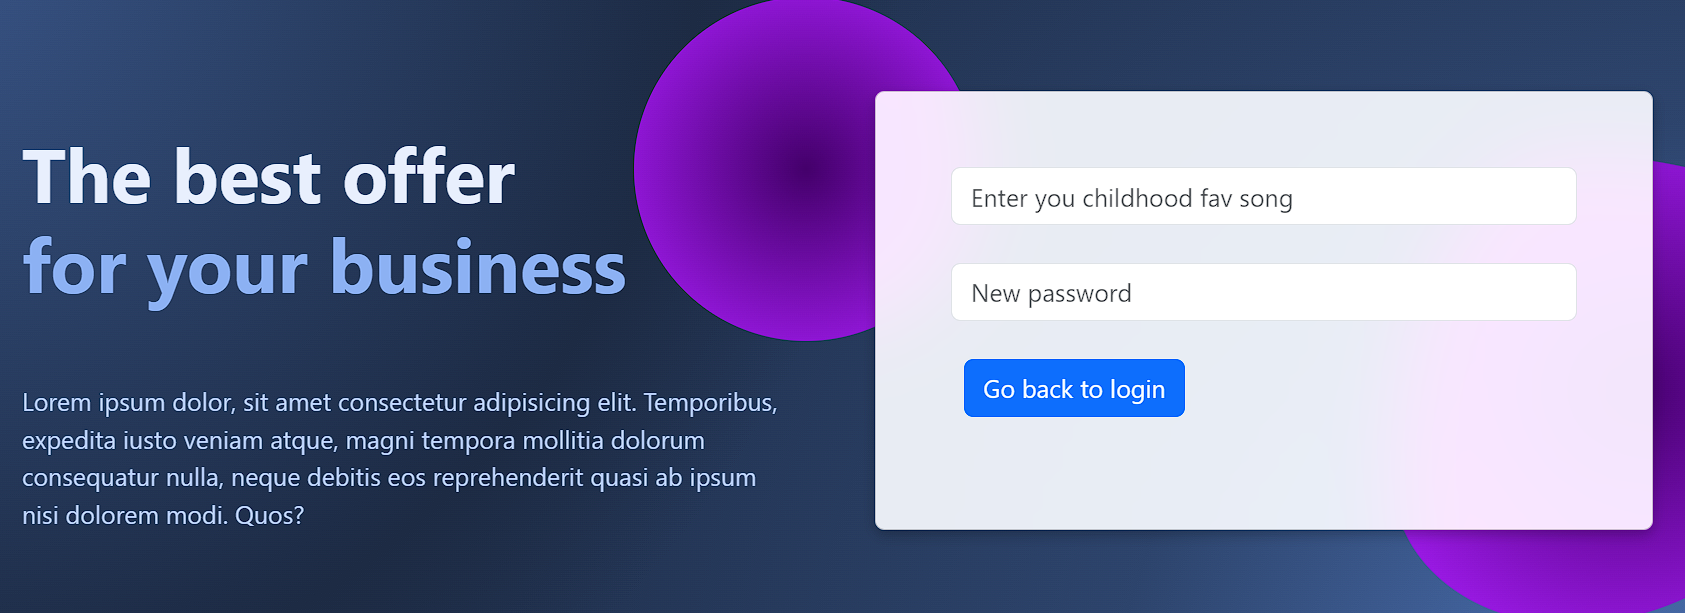 The best offer
for your business
Lorem ipsum dolor, sit amet consectetur adipisicing elit. Temporibus,
expedita iusto veniam atque, magni tempora mollitia dolorum
consequatur nulla, neque debitis eos reprehenderit quasi ab ipsum
nisi dolorem modi. Quos?
Enter you childhood fav song
New password
Go back to login